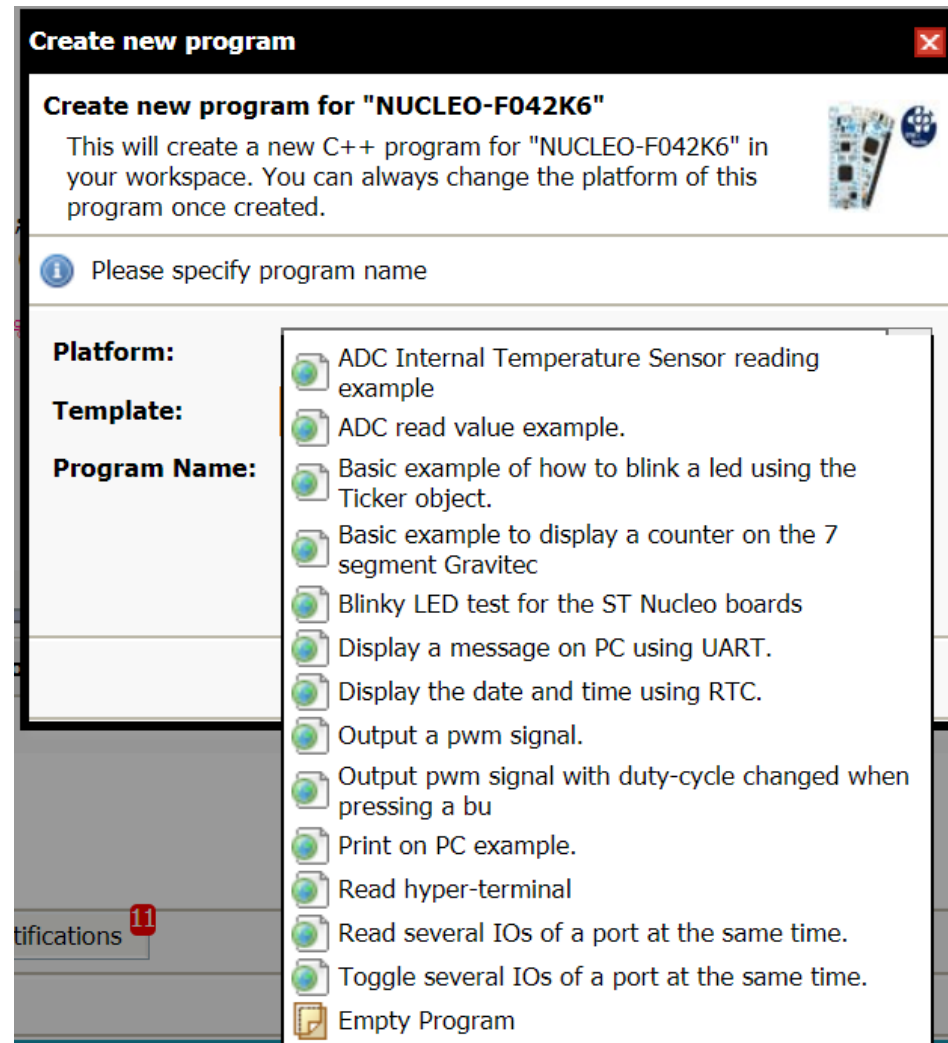 Create new program
Create new program for "NUCLEO-F042K6"
This will create a new C++ program for "NUCLEO-F042K6" in
your workspace. You can always change the platform of this
program once created.
Please specify program name
Platform:
Template:
Program Name:
ADC Internal Temperature Sensor reading
example
ADC read value example.
Basic example of how to blink a led using the
Ticker object.
Basic example to display a counter on the 7
segment Gravitec
Blinky LED test for the ST Nucleo boards
Display a message on PC using UART.
Display the date and time using RTC.
Output a pwm signal.
Output pwm signal with duty-cycle changed when
pressing a bu
Print on PC example.
Read hyper-terminal
Read several IOs of a port at the same time.
Toggle several IOs of a port at the same time.
Empty Program
tifications 11